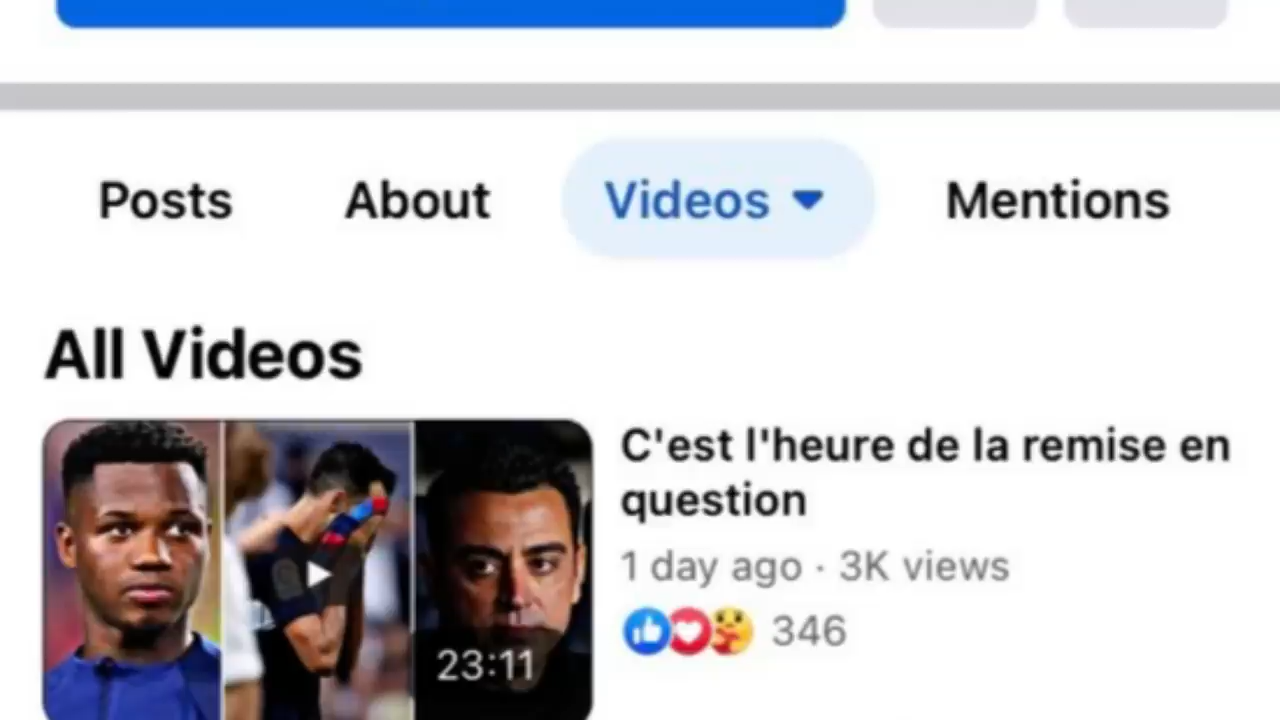 Posts About Videos Mentions
All Videos
C'est l'heure de la remise en
question
1 day ago · 3K views
346
23:11